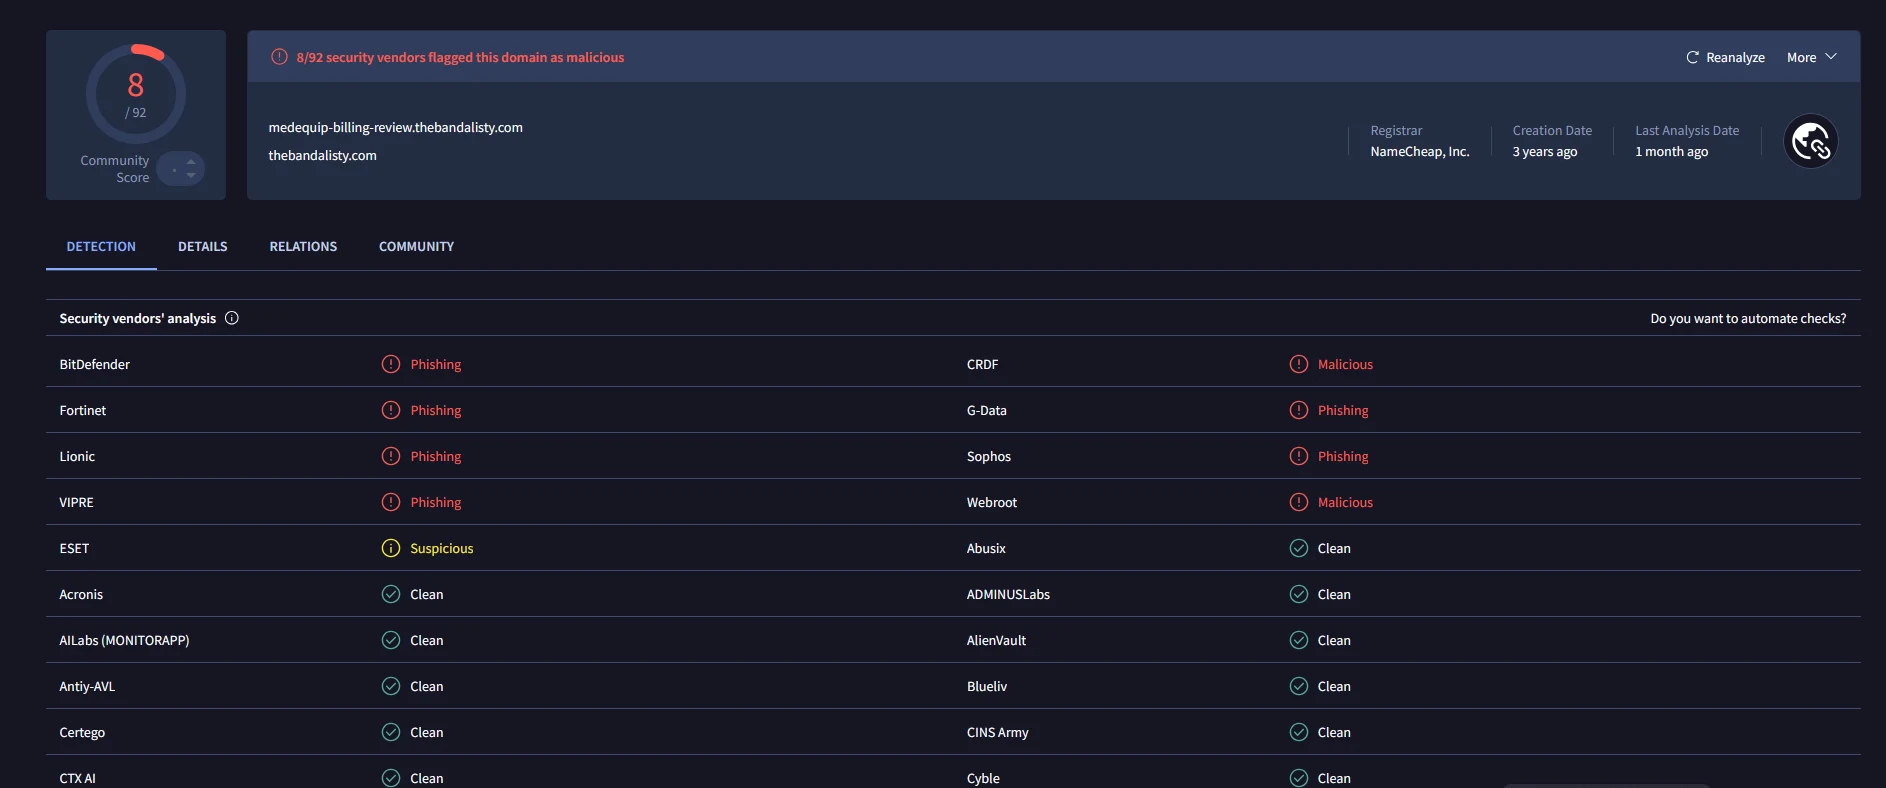 8
/ 92
Community
Score
8/92 security vendors flagged this domain as malicious
Reanalyze More
medequip-billing-review.thebandalisty.com
thebandalisty.com
Registrar
NameCheap, Inc.
Creation Date
3 years ago
Last Analysis Date
1 month ago
DETECTION DETAILS RELATIONS COMMUNITY
Security vendors' analysis Do you want to automate checks?
BitDefender Phishing CRDF Malicious
Fortinet Phishing G-Data Phishing
Lionic Phishing Sophos Phishing
VIPRE Phishing Webroot Malicious
ESET Suspicious Abusix Clean
Acronis Clean ADMINUSLabs Clean
AILabs (MONITORAPP) Clean AlienVault Clean
Antiy-AVL Clean Blueliv Clean
Certego Clean CINS Army Clean
CTX AI Clean Cyble Clean